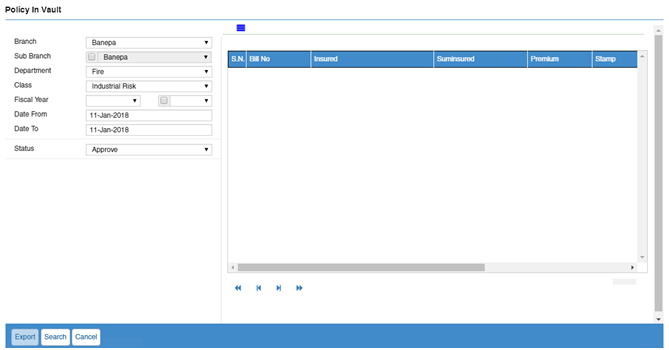 Policy In Vault
Branch Banepa
Sub Branch Banepa
Department Fire
Class Industrial Risk
Fiscal Year
Date From 11-Jan-2018
Date To 11-Jan-2018
Status Approve
S.N. Bill No Insured Suminsured Premium Stamp
Export Search Cancel